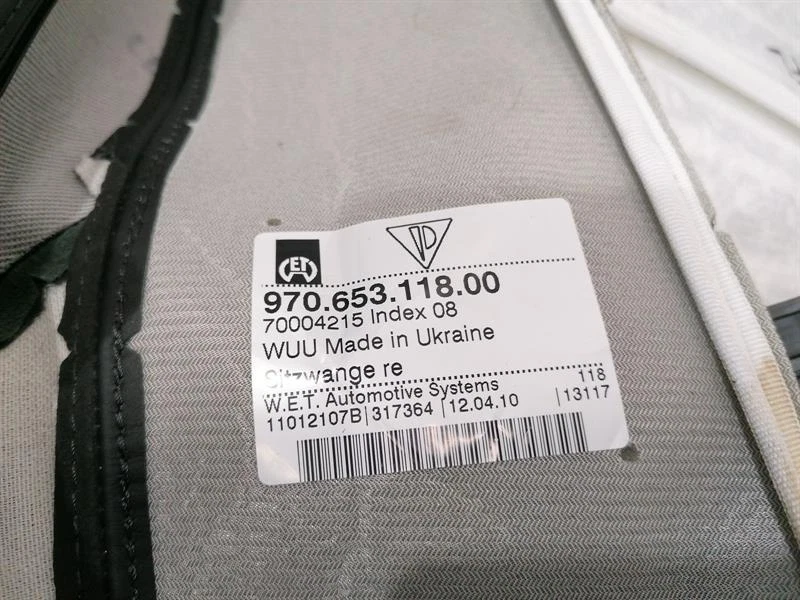 WET
970.653.118.00
70004215 Index 08
WUU Made in Ukraine
Sitzwange re
W.E.T. Automotive Systems 118
11012107B|317364 |12.04.10 |13117